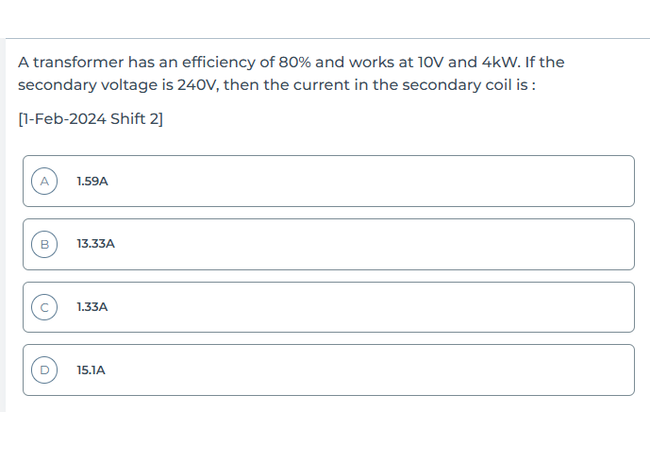 A transformer has an efficiency of 80% and works at 10V and 4kW. If the
secondary voltage is 240V, then the current in the secondary coil is :
[1-Feb-2024 Shift 2]
A 1.59A
B 13.33A
C 1.33A
D 15.1A